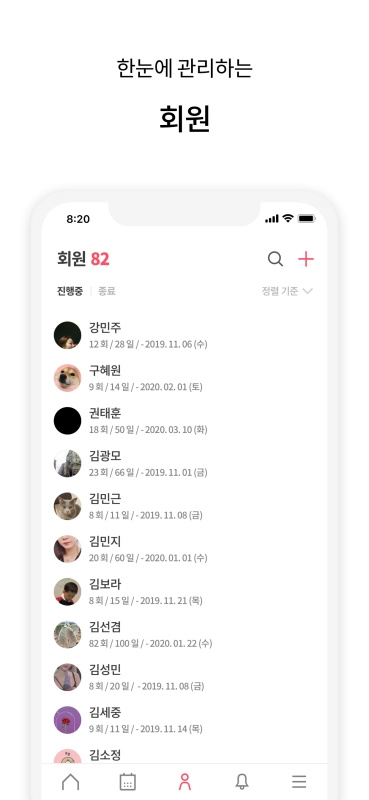 한눈에 관리하는
회원
8:20
회원 82
진행중 종료 정렬 기준
강민주
12 회 / 28 일 / - 2019. 11. 06 (수)
구혜원
9 회 / 14 일 / - 2020. 02. 01 (토)
권태훈
18 회 / 50 일 / - 2020. 03. 10 (화)
김광모
23 회 / 66 일 / - 2019. 11. 01 (금)
김민근
8 회 / 11 일 / - 2019. 11. 08 (금)
김민지
20 회 / 60 일 / - 2020. 01. 01 (수)
김보라
8 회 / 15 일 / - 2019. 11. 21 (목)
김선겸
82 회 / 100 일 / - 2020. 01. 22 (수)
김성민
8 회 / 20 일 / - 2019. 11. 08 (금)
김세중
9 회 / 11 일 / - 2019. 11. 14 (목)
김소정